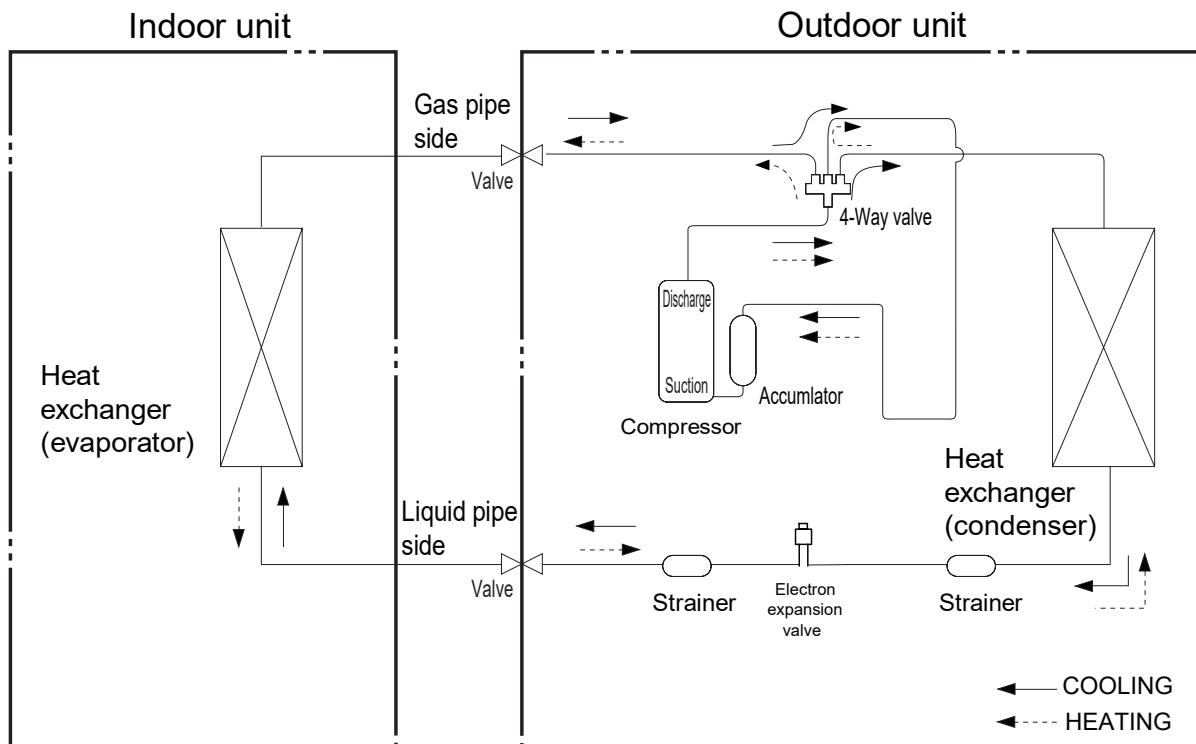 Indoor unit
Outdoor unit
Gas pipe
side
Valve
4-Way valve
Discharge
Suction
Accumlator
Compressor
Heat
exchanger
(evaporator)
Heat
exchanger
(condenser)
Liquid pipe
side
Valve
Strainer
Electron
expansion
valve
Strainer
COOLING
HEATING